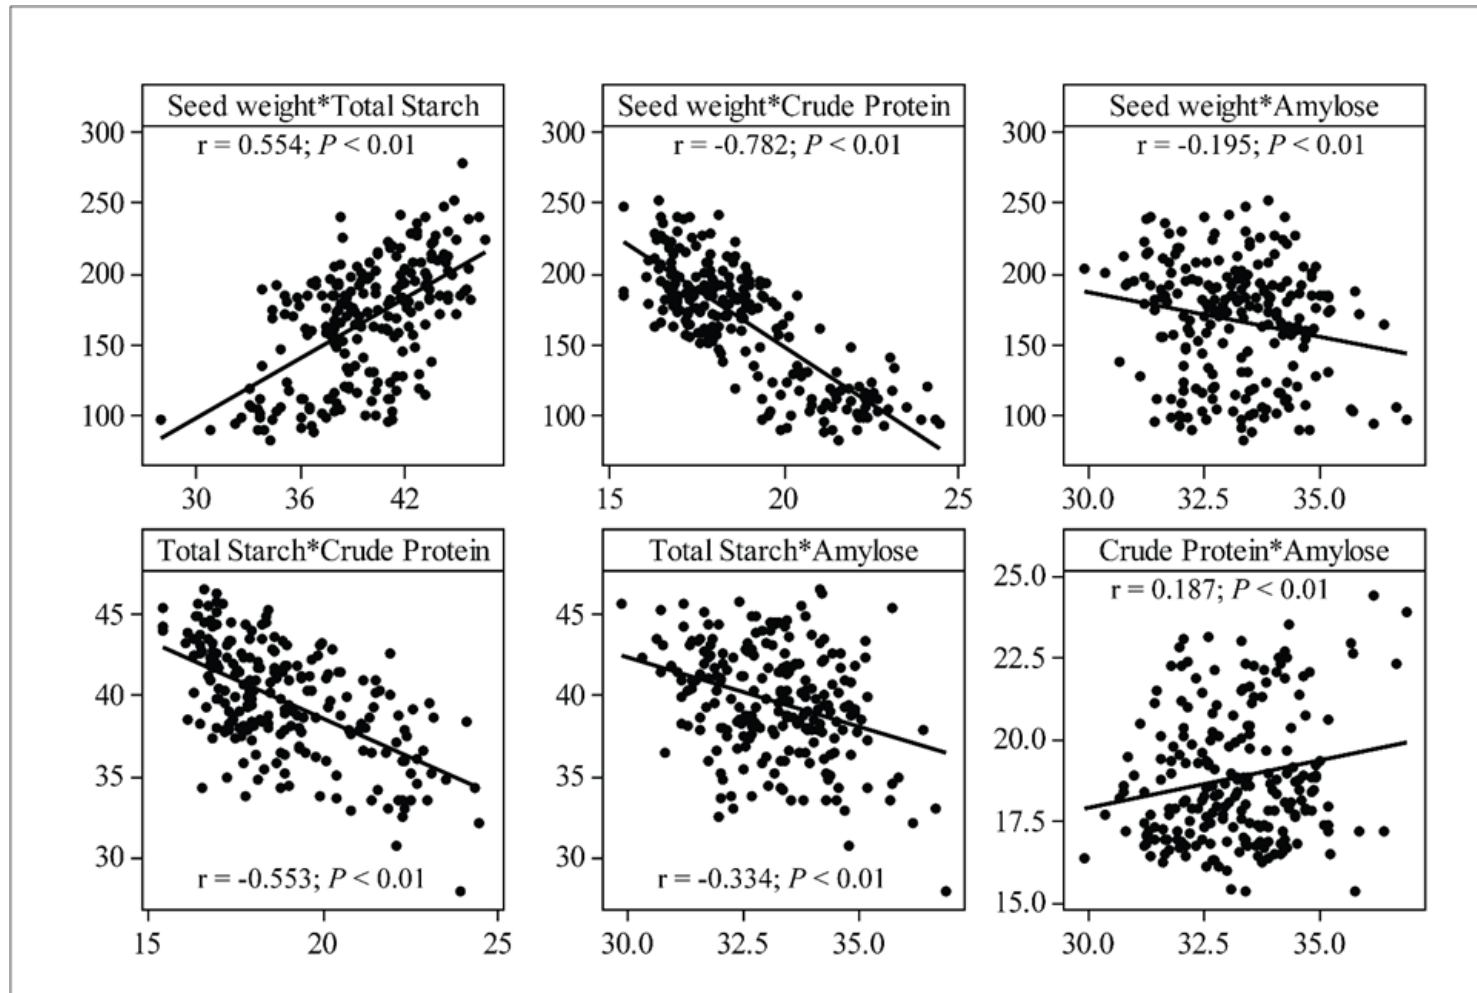 Seed weight*Total Starch
r = 0.554; P < 0.01
300
250
200
150
100
30 36 42
Seed weight*Crude Protein
r = -0.782; P < 0.01
300
250
200
150
100
15 20 25
Seed weight*Amylose
r = -0.195; P < 0.01
300
250
200
150
100
30.0 32.5 35.0
Total Starch*Crude Protein
45
40
35
30
r = -0.553; P < 0.01
15 20 25
Total Starch*Amylose
45
40
35
30
r = -0.334; P < 0.01
30.0 32.5 35.0
Crude Protein*Amylose
r = 0.187; P < 0.01
25.0
22.5
20.0
17.5
15.0
30.0 32.5 35.0